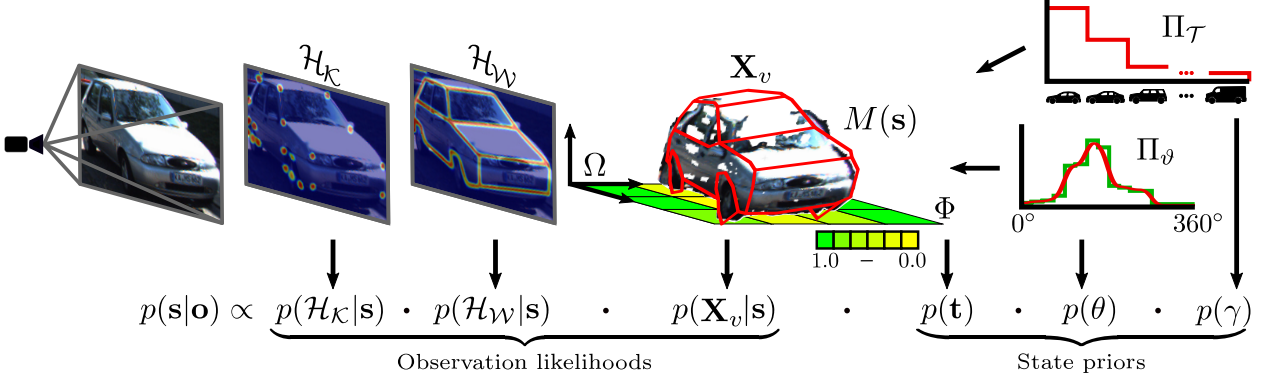 Π_𝒯
ℋ_𝒦
ℋ_𝒲
X_v
M(s)
Ω
Π_ϑ
Φ
0° 360°
1.0 – 0.0
p(s|o) ∝ p(ℋ_𝒦|s) · p(ℋ_𝒲|s) · p(X_v|s) · p(t) · p(θ) · p(γ)
Observation likelihoods State priors